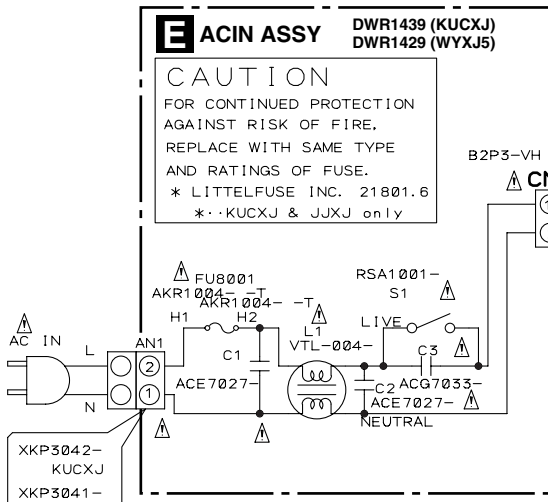 E ACIN ASSY
DWR1439 (KUCXJ)
DWR1429 (WYXJ5)
CAUTION
FOR CONTINUED PROTECTION
AGAINST RISK OF FIRE,
REPLACE WITH SAME TYPE
AND RATINGS OF FUSE.
* LITTELFUSE INC. 21801.6
*··KUCXJ & JJXJ only
B2P3-VH
CN
1
FU8001
AKR1004- -T
AKR1004- -T
H1
H2
RSA1001-
S1
LIVE
AC IN
AN1
L
2
N
1
C1
ACE7027-
L1
VTL-004-
C3
ACG7033-
C2
ACE7027-
NEUTRAL
XKP3042-
KUCXJ
XKP3041-